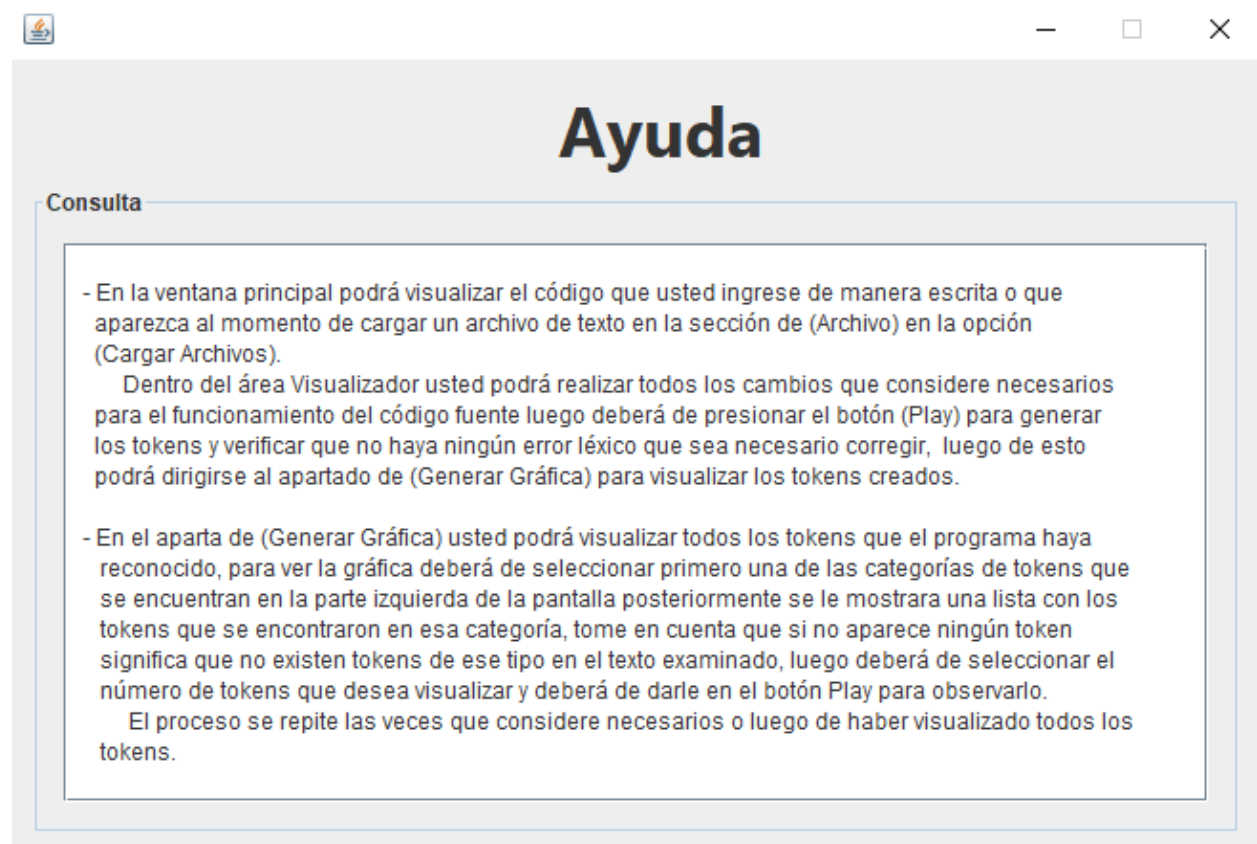 Ayuda
Consulta
- En la ventana principal podrá visualizar el código que usted ingrese de manera escrita o que
aparezca al momento de cargar un archivo de texto en la sección de (Archivo) en la opción
(Cargar Archivos).
Dentro del área Visualizador usted podrá realizar todos los cambios que considere necesarios
para el funcionamiento del código fuente luego deberá de presionar el botón (Play) para generar
los tokens y verificar que no haya ningún error léxico que sea necesario corregir,  luego de esto
podrá dirigirse al apartado de (Generar Gráfica) para visualizar los tokens creados.
- En el aparta de (Generar Gráfica) usted podrá visualizar todos los tokens que el programa haya
reconocido, para ver la gráfica deberá de seleccionar primero una de las categorías de tokens que
se encuentran en la parte izquierda de la pantalla posteriormente se le mostrara una lista con los
tokens que se encontraron en esa categoría, tome en cuenta que si no aparece ningún token
significa que no existen tokens de ese tipo en el texto examinado, luego deberá de seleccionar el
número de tokens que desea visualizar y deberá de darle en el botón Play para observarlo.
El proceso se repite las veces que considere necesarios o luego de haber visualizado todos los
tokens.